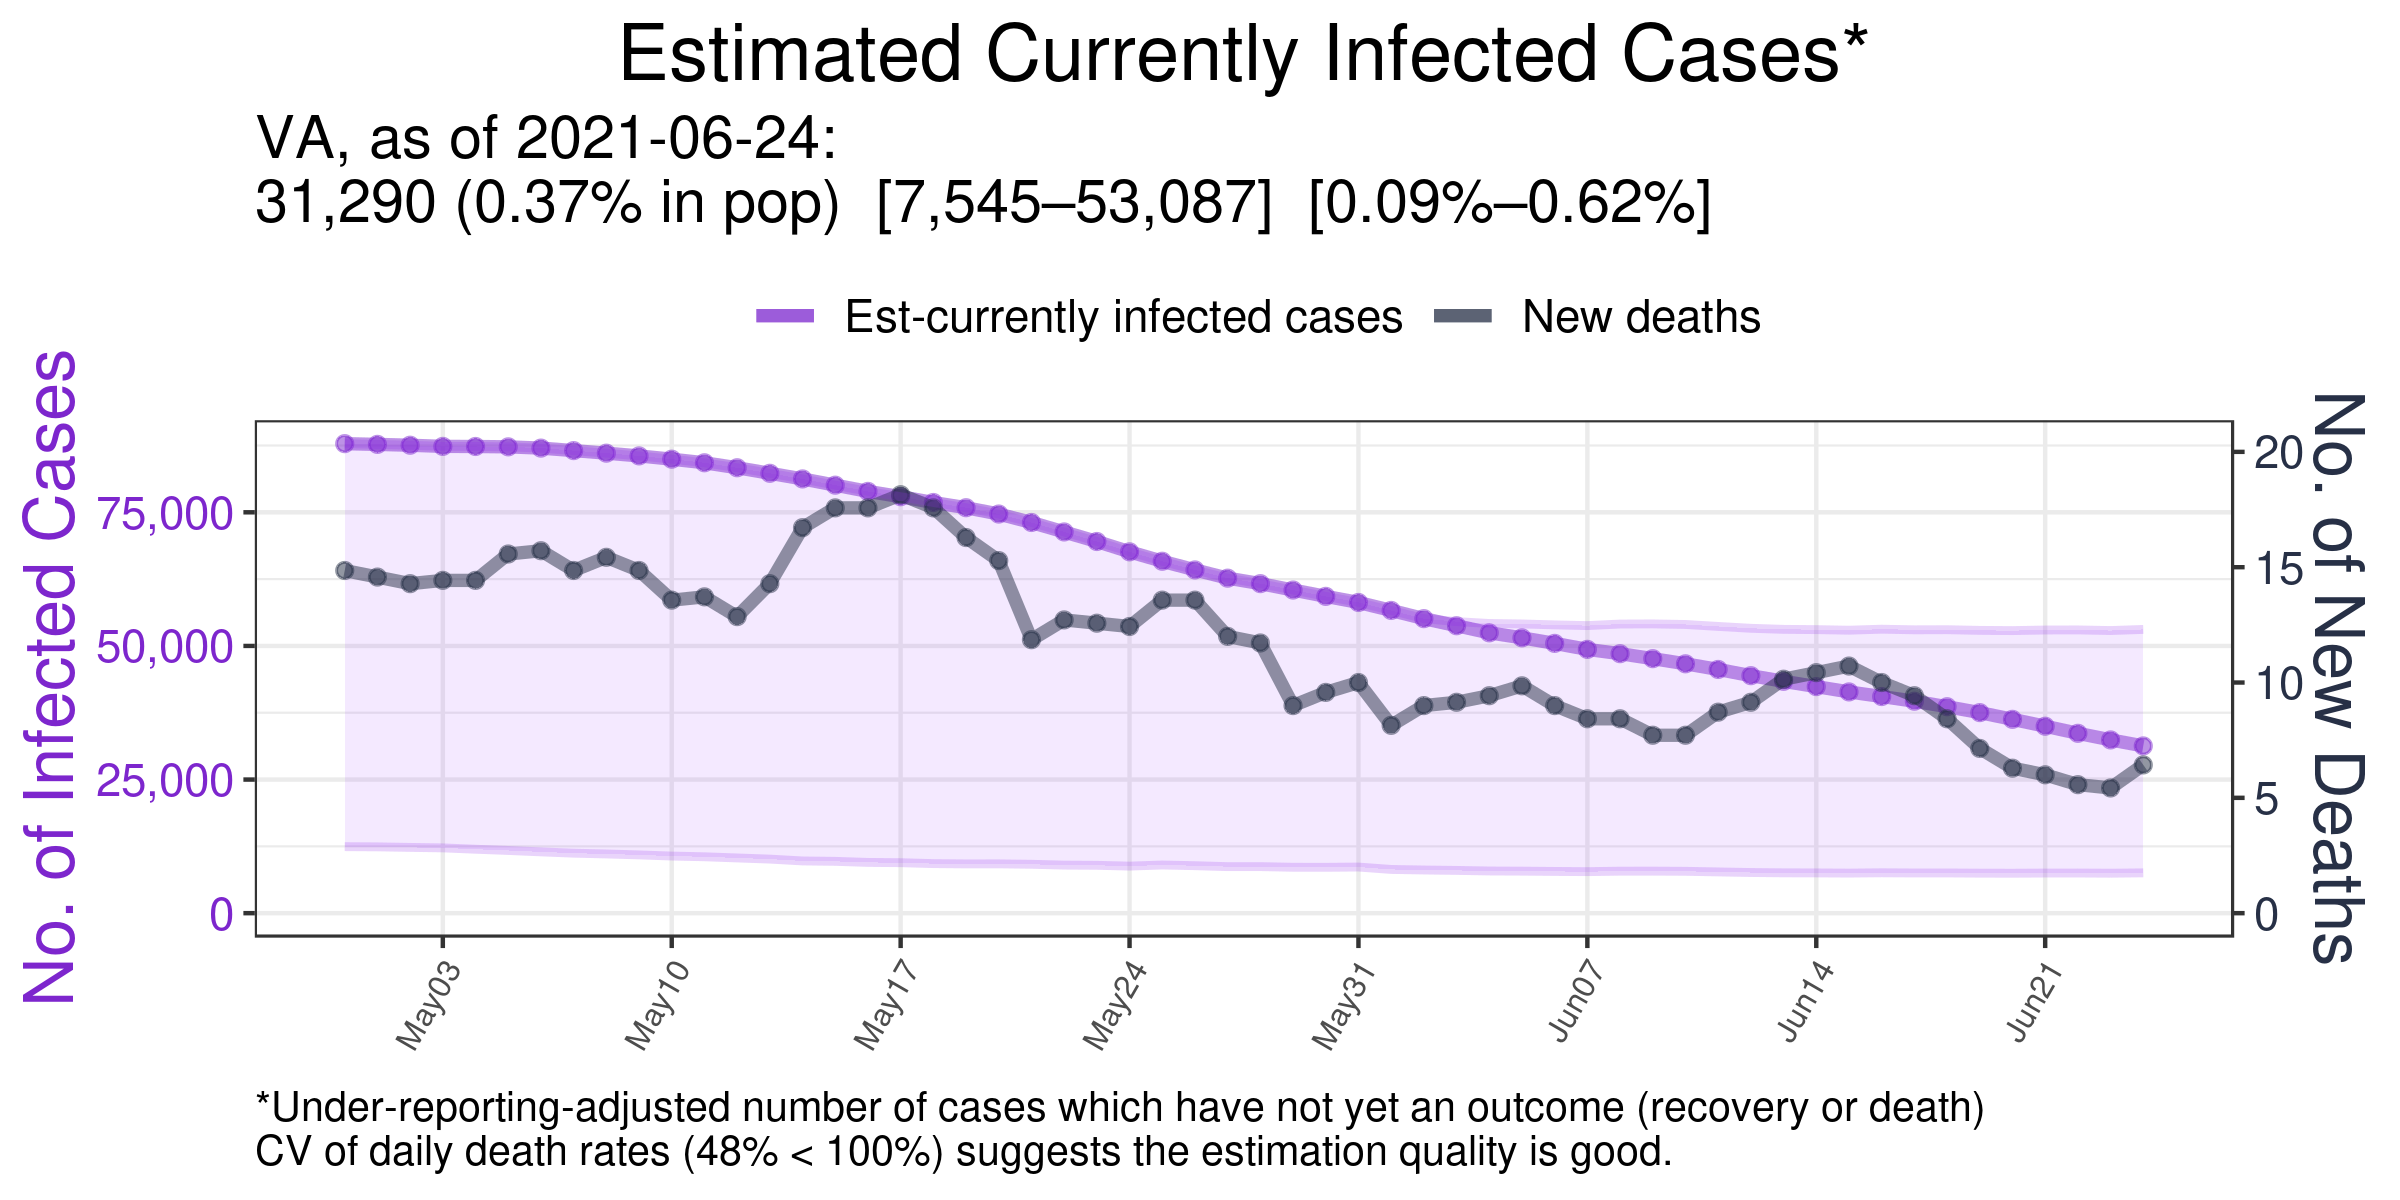 Estimated Currently Infected Cases*
VA, as of 2021-06-24:
31,290 (0.37% in pop)  [7,545–53,087]  [0.09%–0.62%]
Est-currently infected cases
New deaths
No. of Infected Cases
75,000
50,000
25,000
0
20
15
10
5
0
No. of New Deaths
May03
May10
May17
May24
May31
Jun07
Jun14
Jun21
*Under-reporting-adjusted number of cases which have not yet an outcome (recovery or death)
CV of daily death rates (48% < 100%) suggests the estimation quality is good.